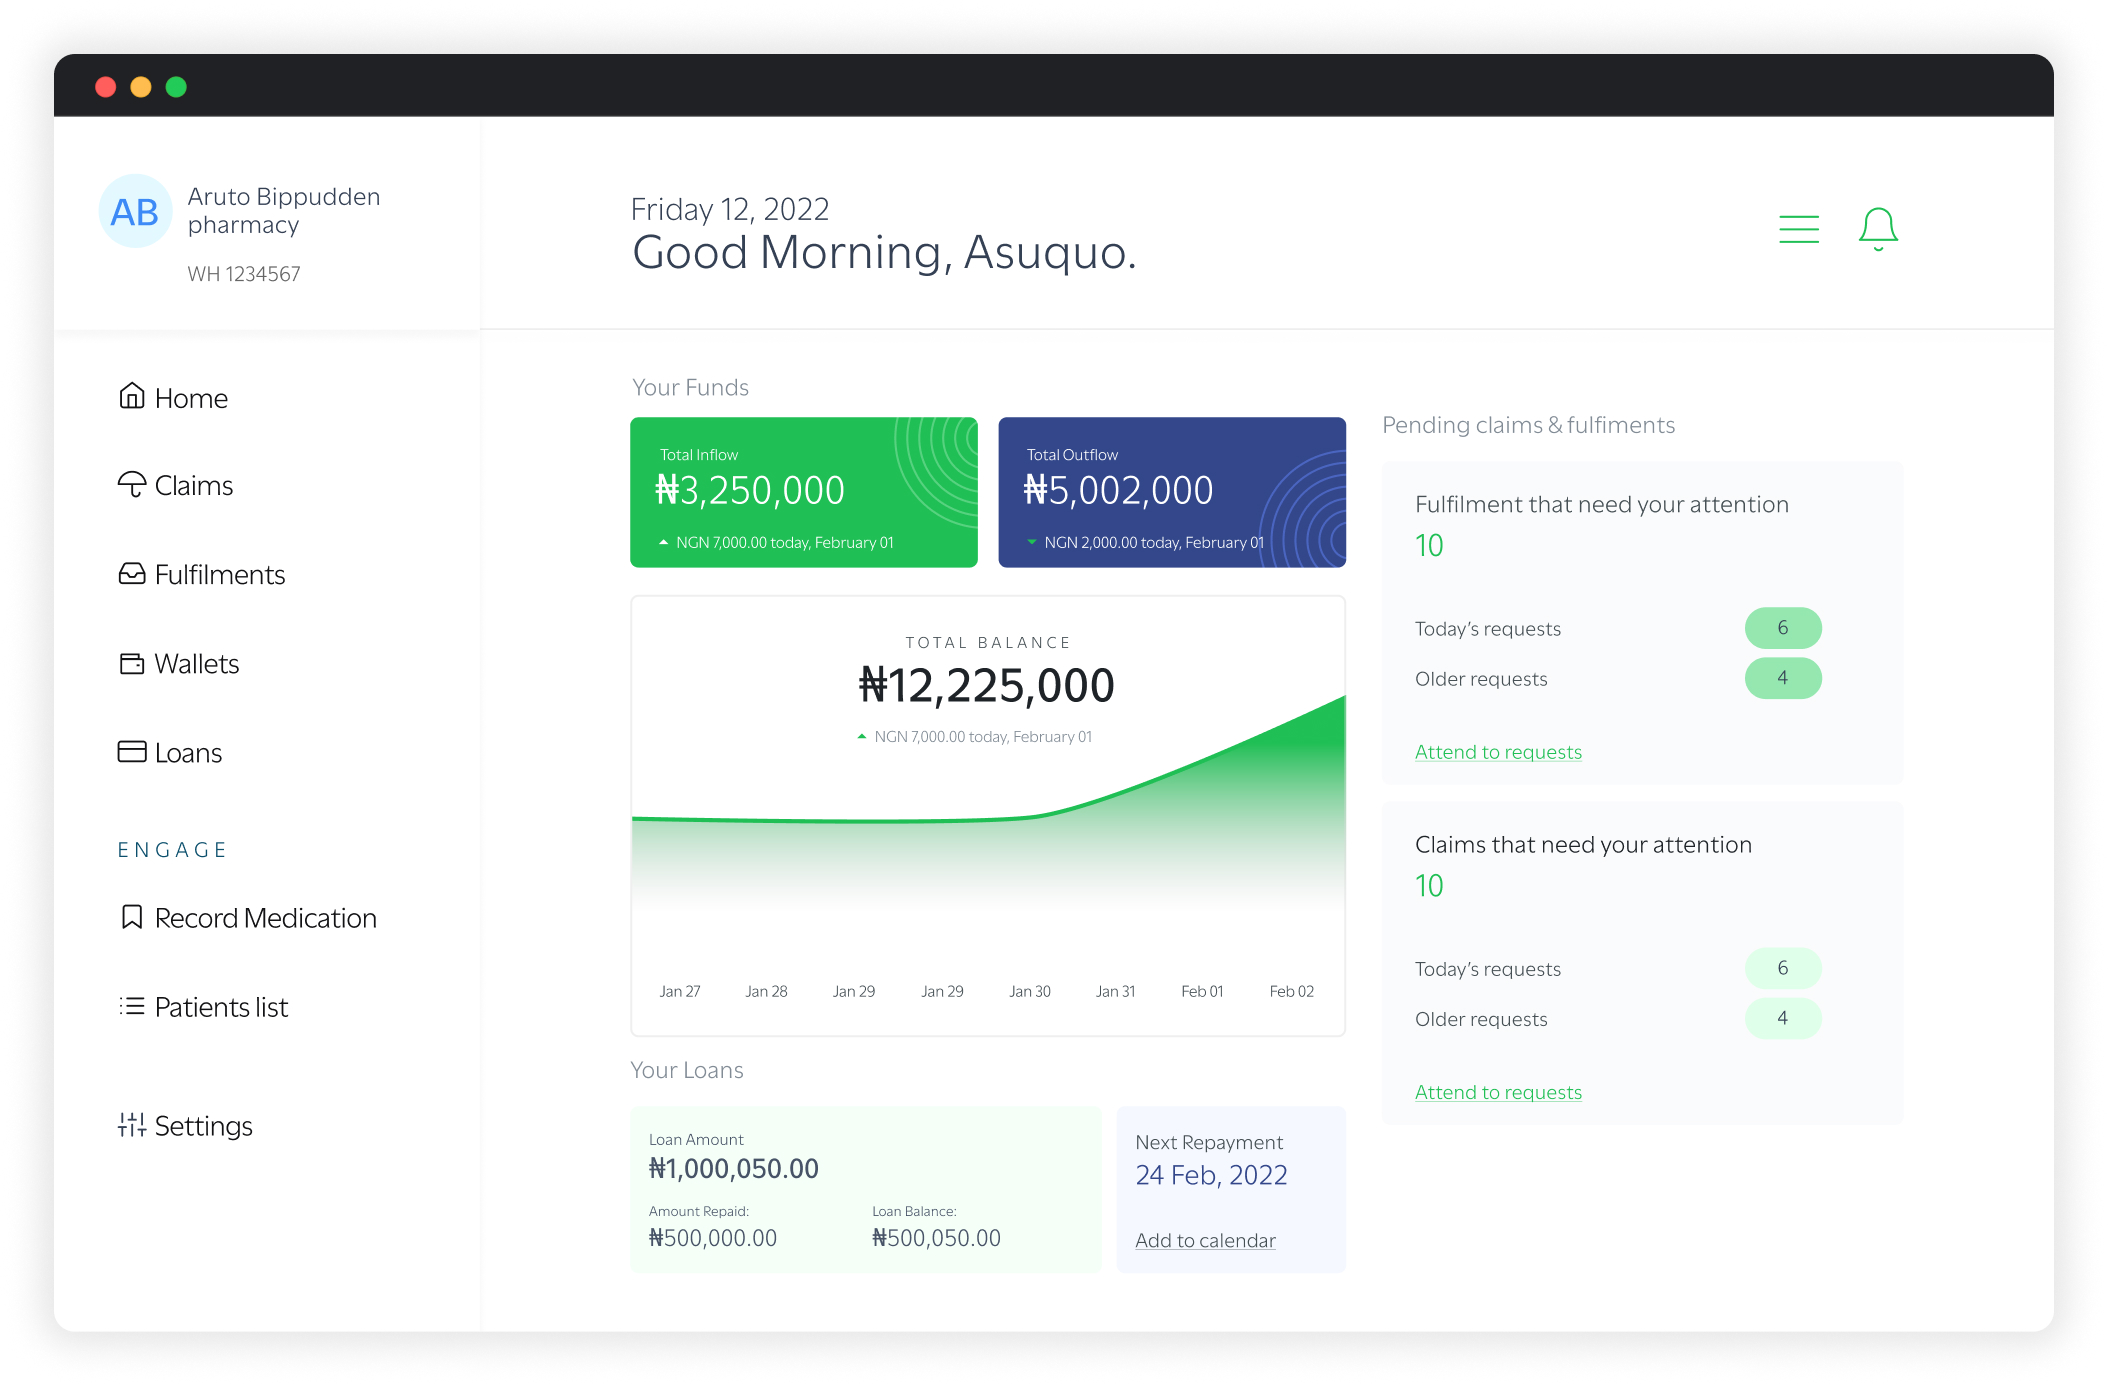 AB
Aruto Bippudden
pharmacy
WH 1234567
Home
Claims
Fulfilments
Wallets
Loans
ENGAGE
Record Medication
Patients list
Settings
Friday 12, 2022
Good Morning, Asuquo.
Your Funds
Total Inflow
₦3,250,000
NGN 7,000.00 today, February 01
Total Outflow
₦5,002,000
NGN 2,000.00 today, February 01
TOTAL BALANCE
₦12,225,000
NGN 7,000.00 today, February 01
Jan 27 Jan 28 Jan 29 Jan 29 Jan 30 Jan 31 Feb 01 Feb 02
Your Loans
Loan Amount
₦1,000,050.00
Amount Repaid:
₦500,000.00
Loan Balance:
₦500,050.00
Next Repayment
24 Feb, 2022
Add to calendar
Pending claims & fulfiments
Fulfilment that need your attention
10
Today's requests 6
Older requests 4
Attend to requests
Claims that need your attention
10
Today's requests 6
Older requests 4
Attend to requests